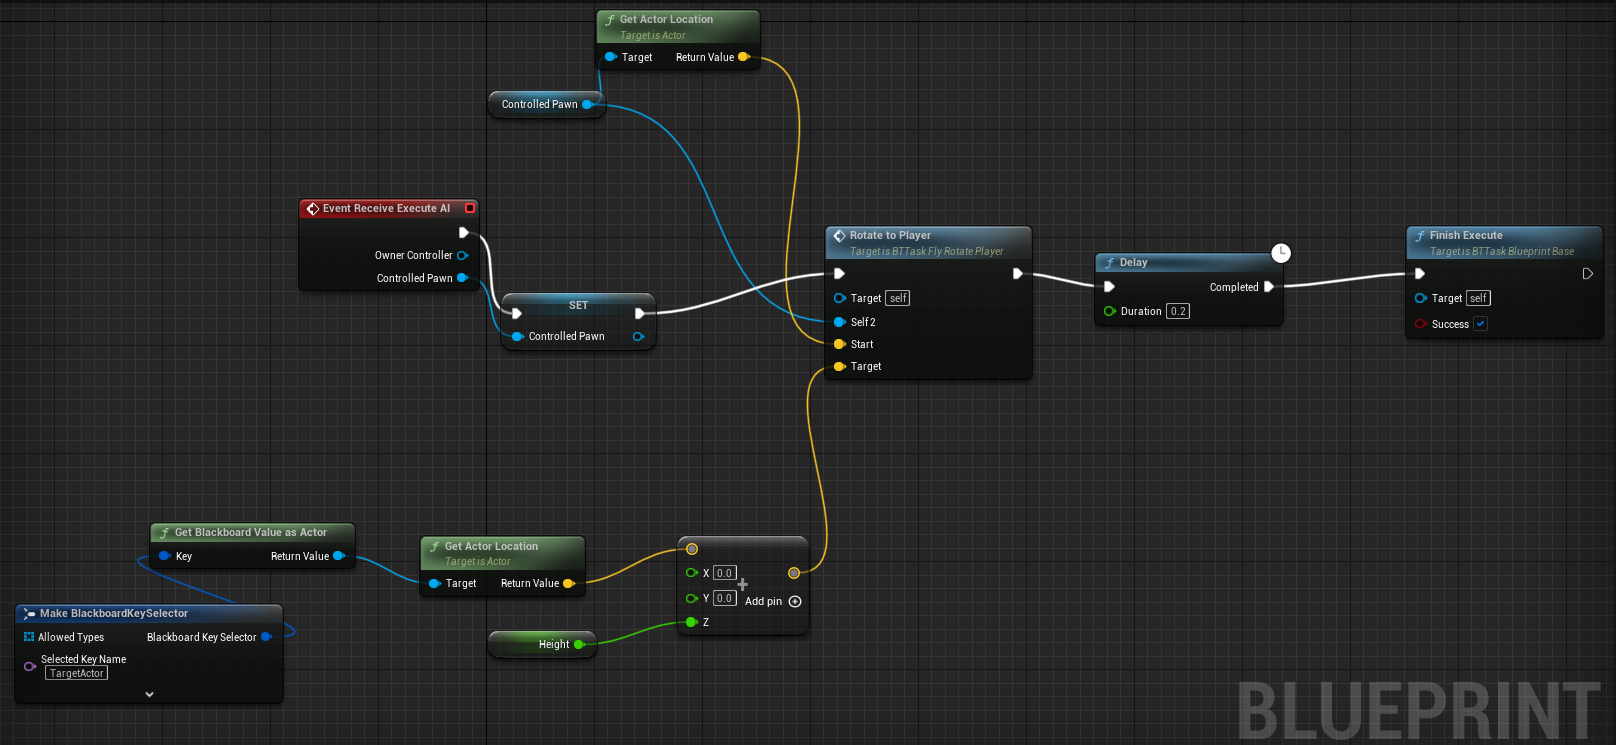 Get Actor Location
Target is Actor
Target
Return Value
Controlled Pawn
Event Receive Execute AI
Owner Controller
Controlled Pawn
SET
Controlled Pawn
Rotate to Player
Target is BTTask Fly Rotate Player
Target self
Self 2
Start
Target
Delay
Completed
Duration 0.2
Finish Execute
Target is BTTask Blueprint Base
Target self
Success
Get Blackboard Value as Actor
Key
Return Value
Get Actor Location
Target is Actor
Target
Return Value
X 0.0
Y 0.0
Add pin
Z
Height
Make BlackboardKeySelector
Allowed Types
Blackboard Key Selector
Selected Key Name
TargetActor
BLUEPRINT